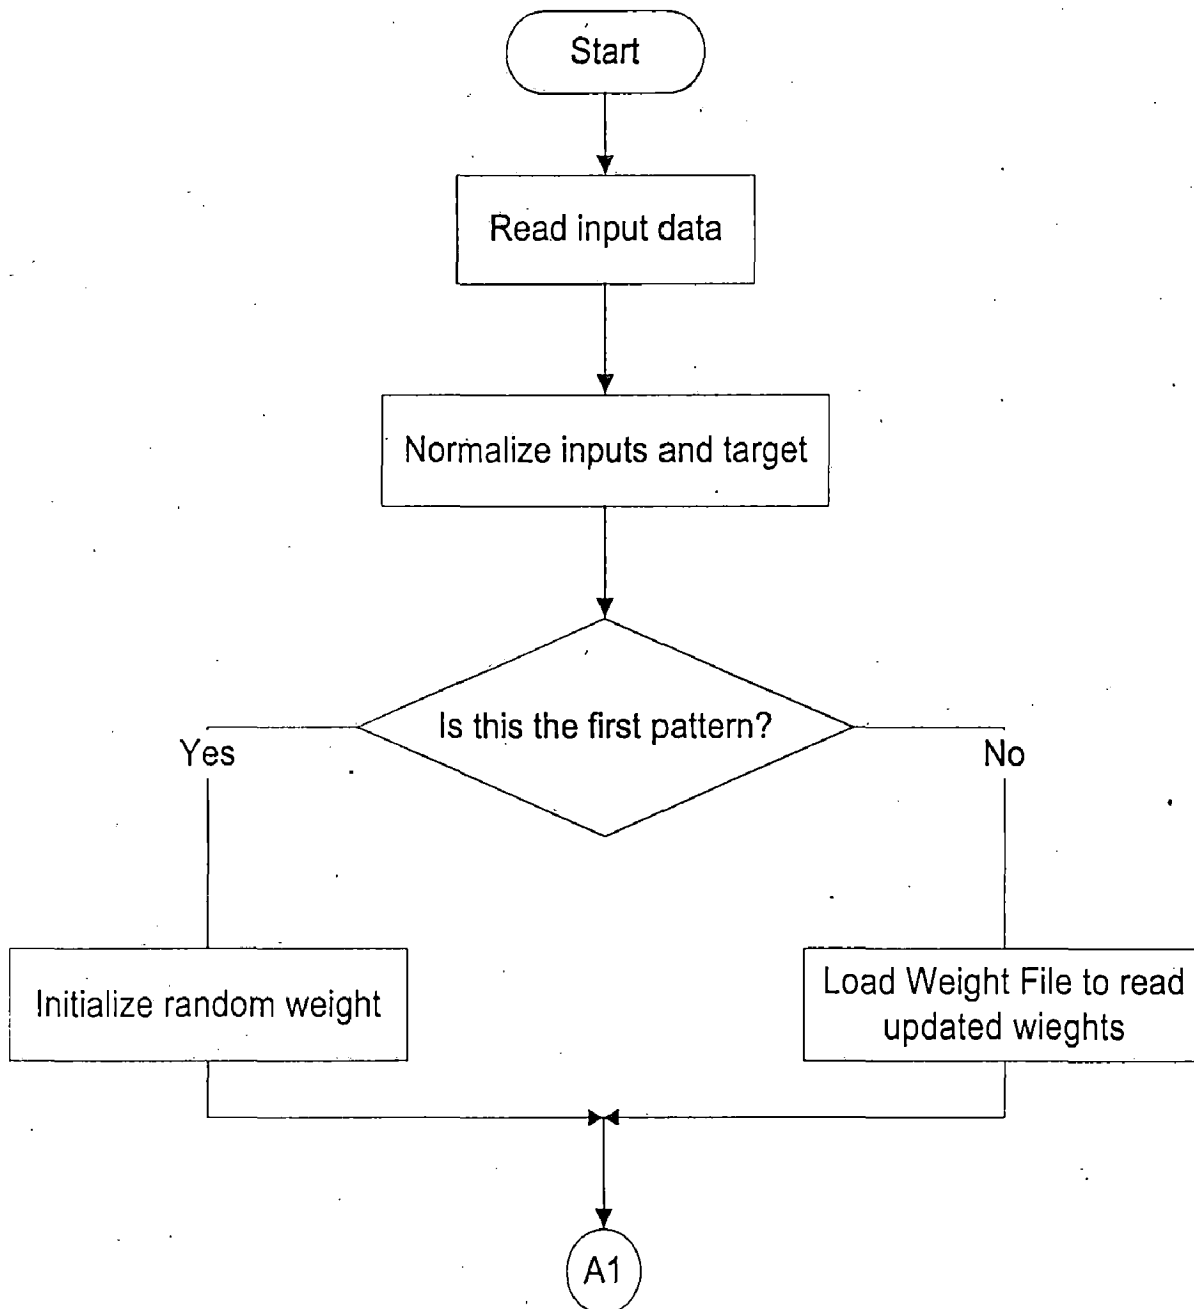 Start
Read input data
Normalize inputs and target
Is this the first pattern?
Yes
No
Initialize random weight
Load Weight File to read
updated wieghts
A1